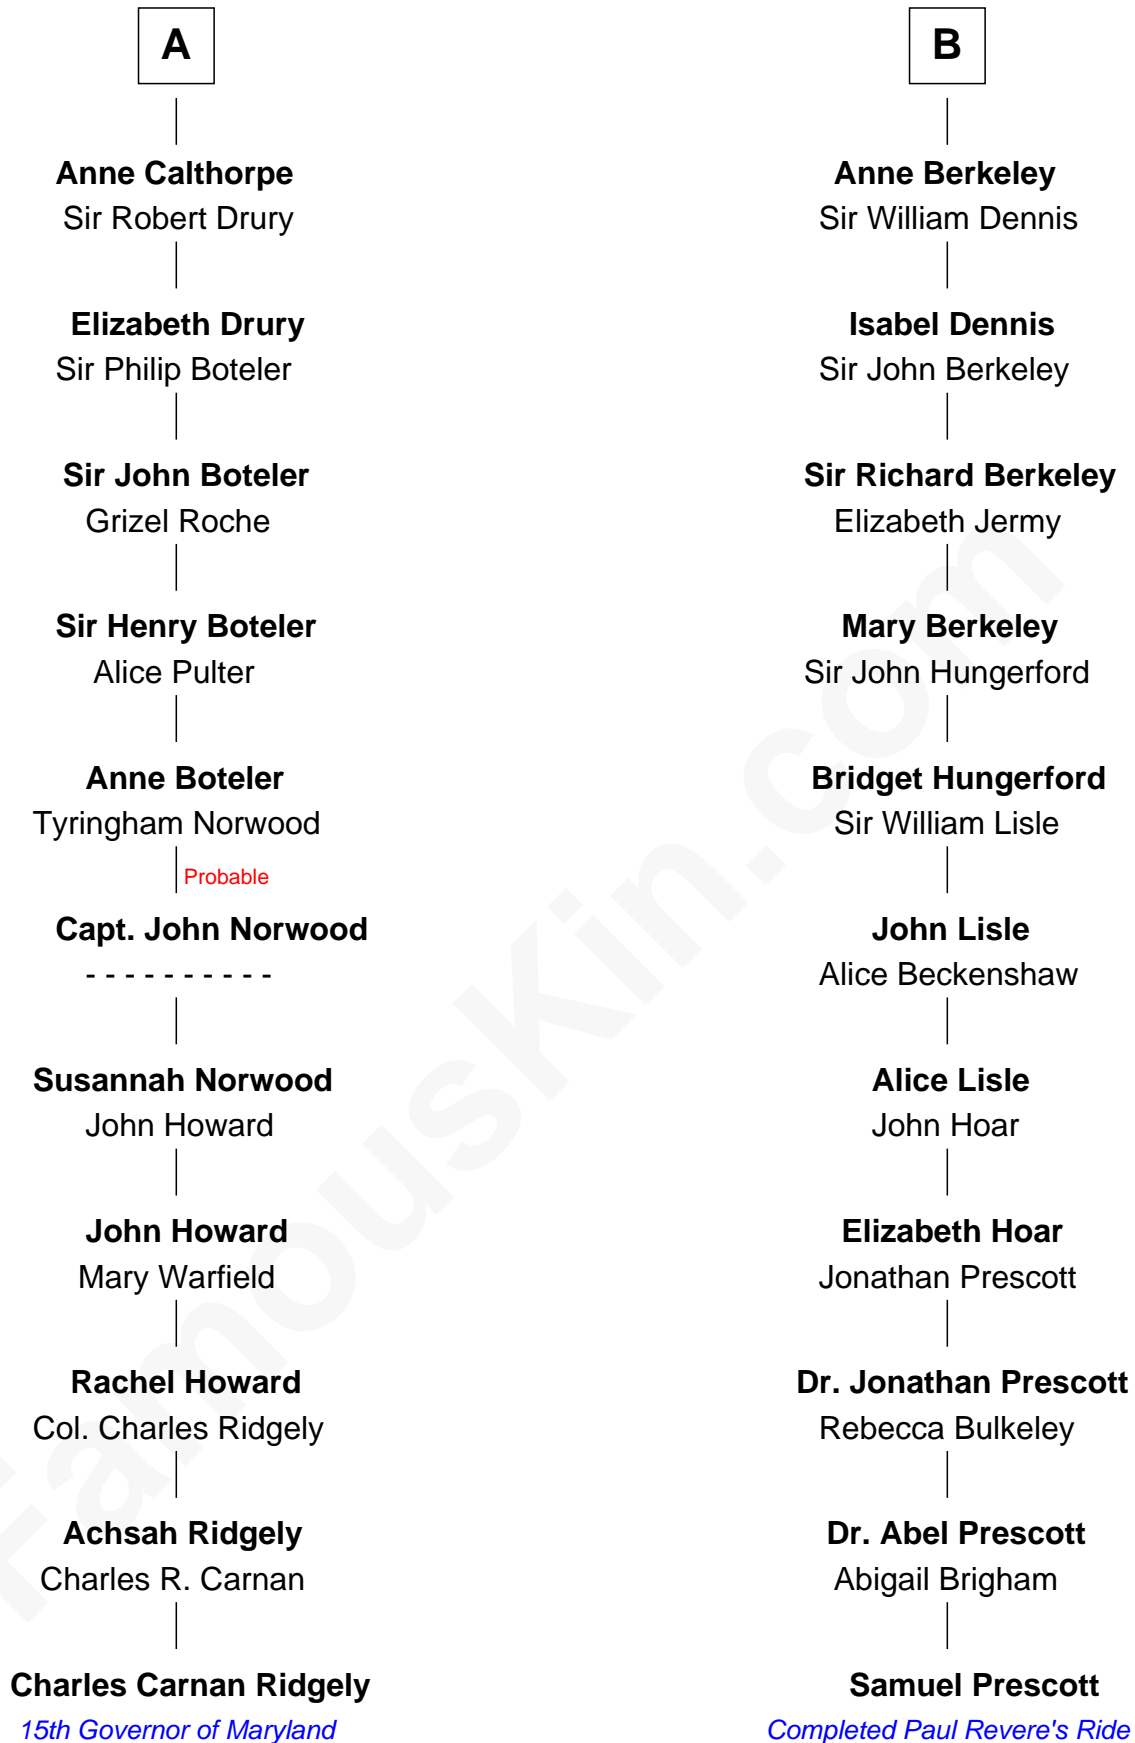 A
Anne Calthorpe
Sir Robert Drury
Elizabeth Drury
Sir Philip Boteler
Sir John Boteler
Grizel Roche
Sir Henry Boteler
Alice Pulter
Anne Boteler
Tyringham Norwood
Probable
Capt. John Norwood
- - - - - - - - - -
Susannah Norwood
John Howard
John Howard
Mary Warfield
Rachel Howard
Col. Charles Ridgely
Achsah Ridgely
Charles R. Carnan
Charles Carnan Ridgely
15th Governor of Maryland
B
Anne Berkeley
Sir William Dennis
Isabel Dennis
Sir John Berkeley
Sir Richard Berkeley
Elizabeth Jermy
Mary Berkeley
Sir John Hungerford
Bridget Hungerford
Sir William Lisle
John Lisle
Alice Beckenshaw
Alice Lisle
John Hoar
Elizabeth Hoar
Jonathan Prescott
Dr. Jonathan Prescott
Rebecca Bulkeley
Dr. Abel Prescott
Abigail Brigham
Samuel Prescott
Completed Paul Revere's Ride
FamousKin.com